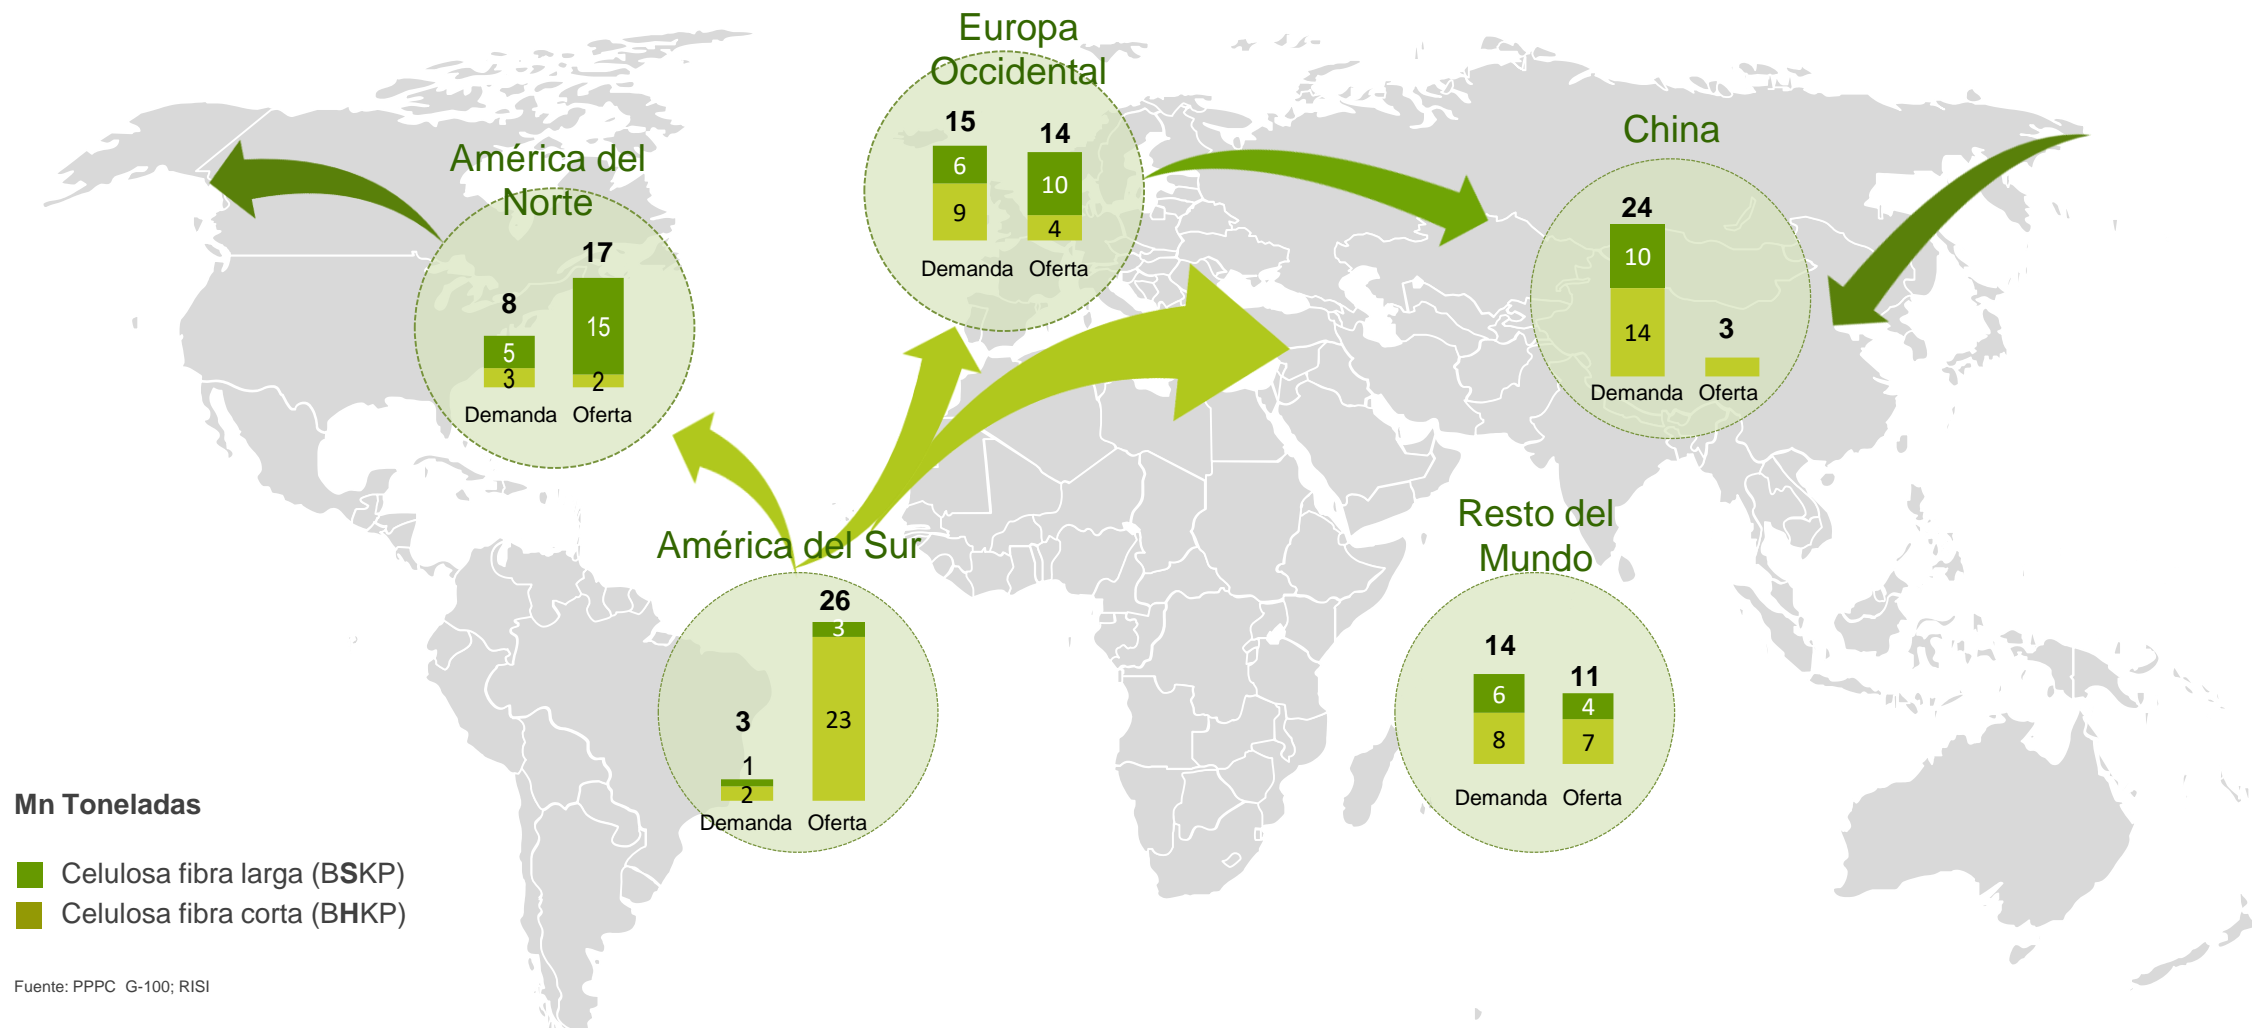 Europa
Occidental
15
14
6
10
9
4
Demanda
Oferta
China
24
10
14
3
Demanda
Oferta
América del
Norte
17
8
15
5
3
2
Demanda
Oferta
América del Sur
26
3
23
3
1
2
Demanda
Oferta
Resto del
Mundo
14
11
6
4
8
7
Demanda
Oferta
Mn Toneladas
Celulosa fibra larga (BSKP)
Celulosa fibra corta (BHKP)
Fuente: PPPC G-100; RISI